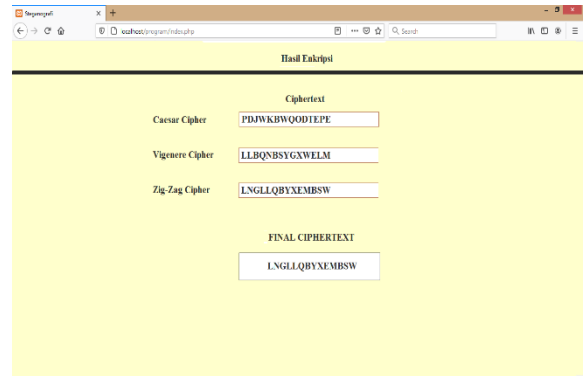 Steganografi
localhost/program/index.php
Search
Hasil Enkripsi
Ciphertext
Caesar Cipher PDJWKBWQODTEPE
Vigenere Cipher LLBQNBSYGXWELM
Zig-Zag Cipher LNGLLQBYXEMBSW
FINAL CIPHERTEXT
LNGLLQBYXEMBSW